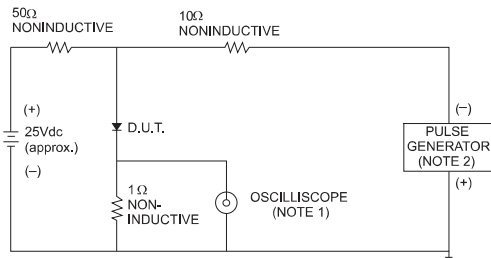 50Ω
NONINDUCTIVE
10Ω
NONINDUCTIVE
(+)
25Vdc
(approx.)
(–)
D.U.T.
1Ω
NON-
INDUCTIVE
OSCILLISCOPE
(NOTE 1)
(–)
PULSE
GENERATOR
(NOTE 2)
(+)